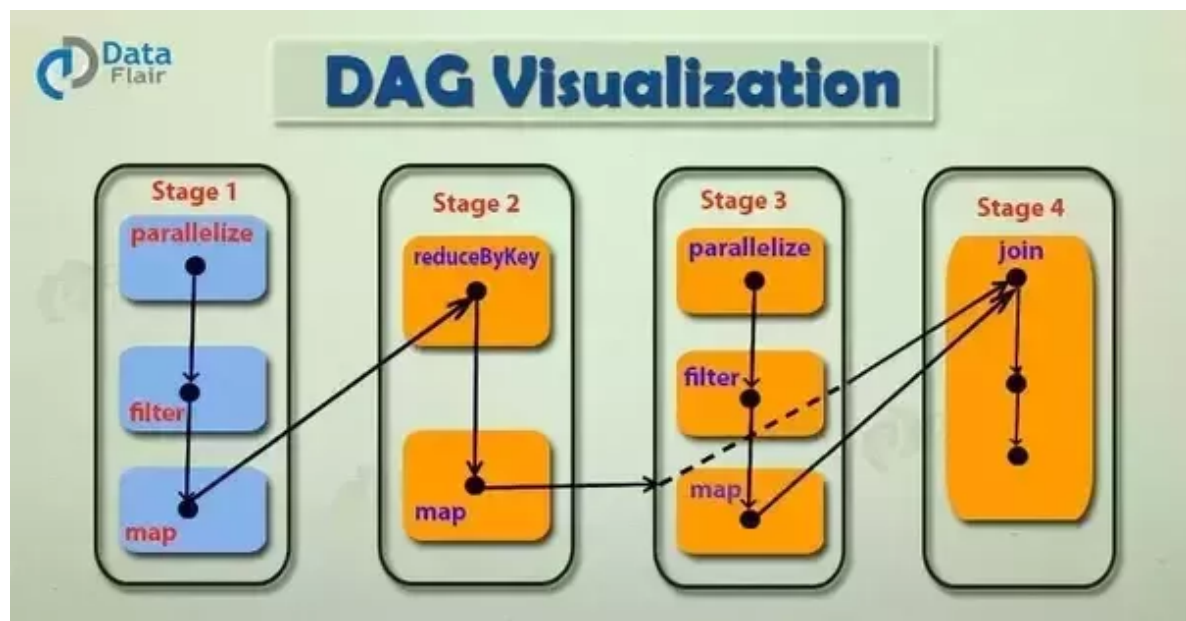 Data
Flair
DAG Visualization
Stage 1
parallelize
filter
map
Stage 2
reduceByKey
map
Stage 3
parallelize
filter
map
Stage 4
join